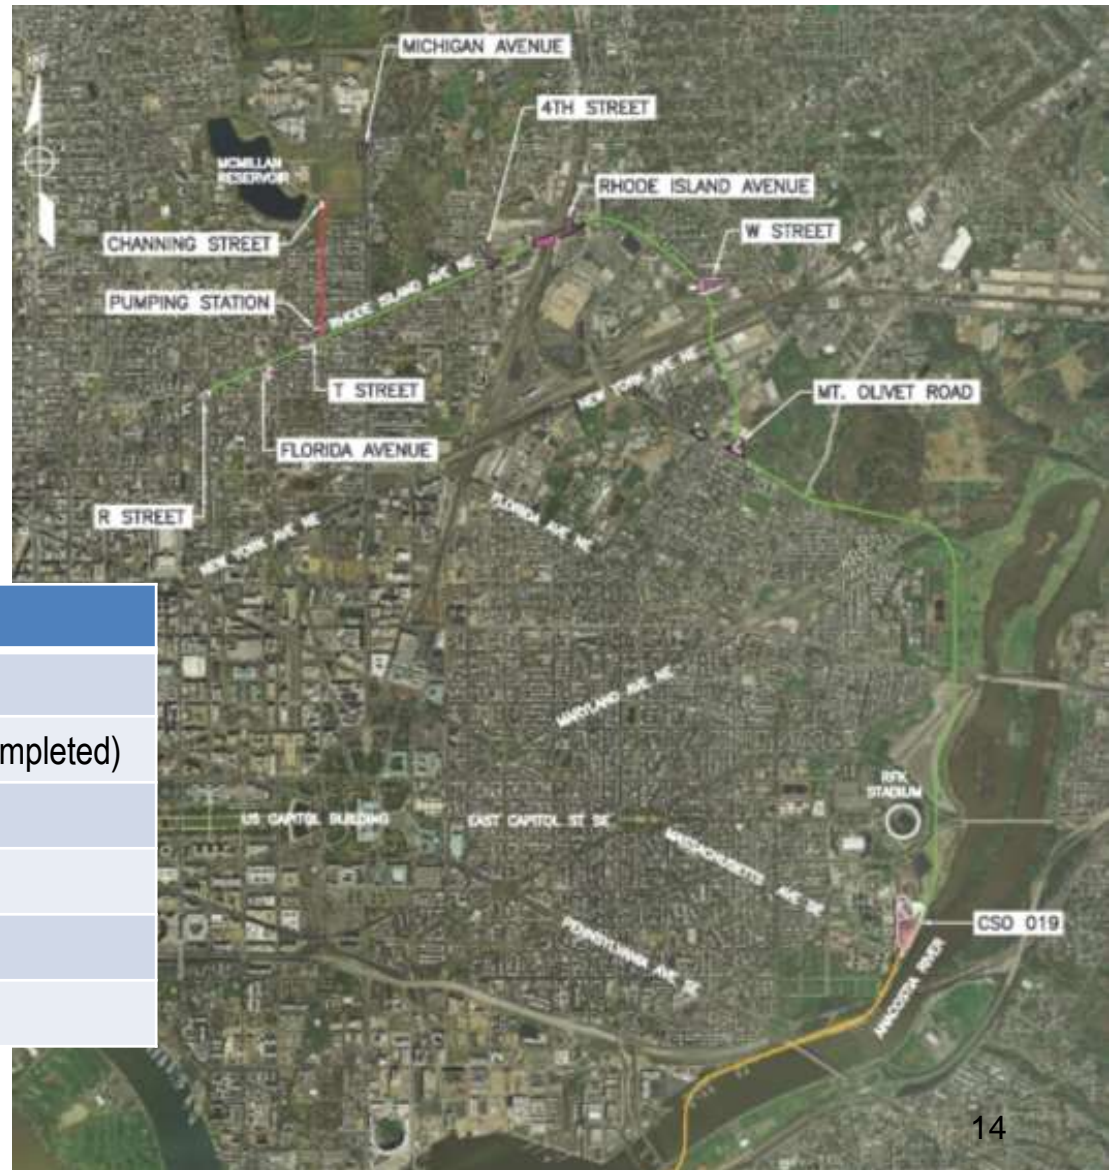 MICHIGAN AVENUE
4TH STREET
MCMILLAN
RESERVOIR
RHODE ISLAND AVENUE
CHANNING STREET
W STREET
PUMPING STATION
RHODE ISLAND AVE NE
T STREET
NEW YORK AVE NE
MT. OLIVET ROAD
FLORIDA AVENUE
R STREET
FLORIDA AVE NE
NEW YORK AVE NE
MARYLAND AVE NE
mpleted)
RFK
STADIUM
US CAPITOL BUILDING
EAST CAPITOL ST SE
MASSACHUSETTS AVE SE
PENNSYLVANIA AVE SE
CSO 019
ANACOSTIA RIVER
14